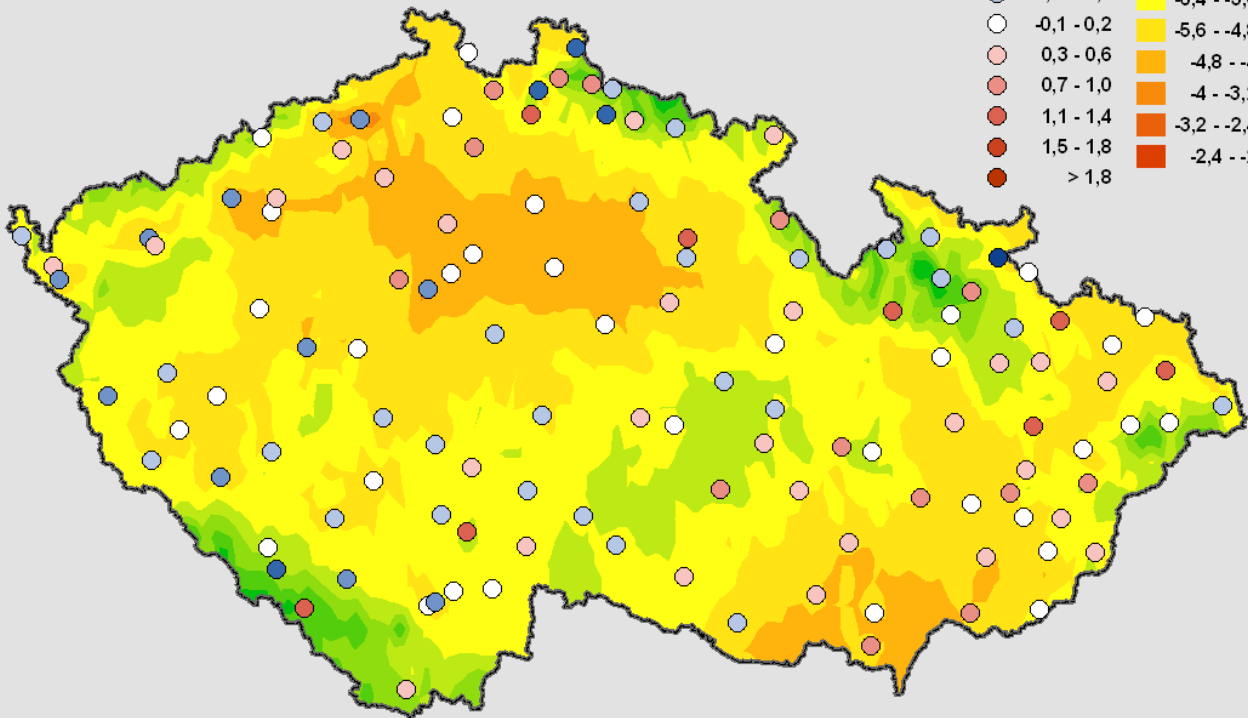 -0,1 - 0,2
-5,6 - -4,8
0,3 - 0,6
-4,8 - -
0,7 - 1,0
-4 - -3,
1,1 - 1,4
-3,2 - -2,
1,5 - 1,8
-2,4 - -
> 1,8